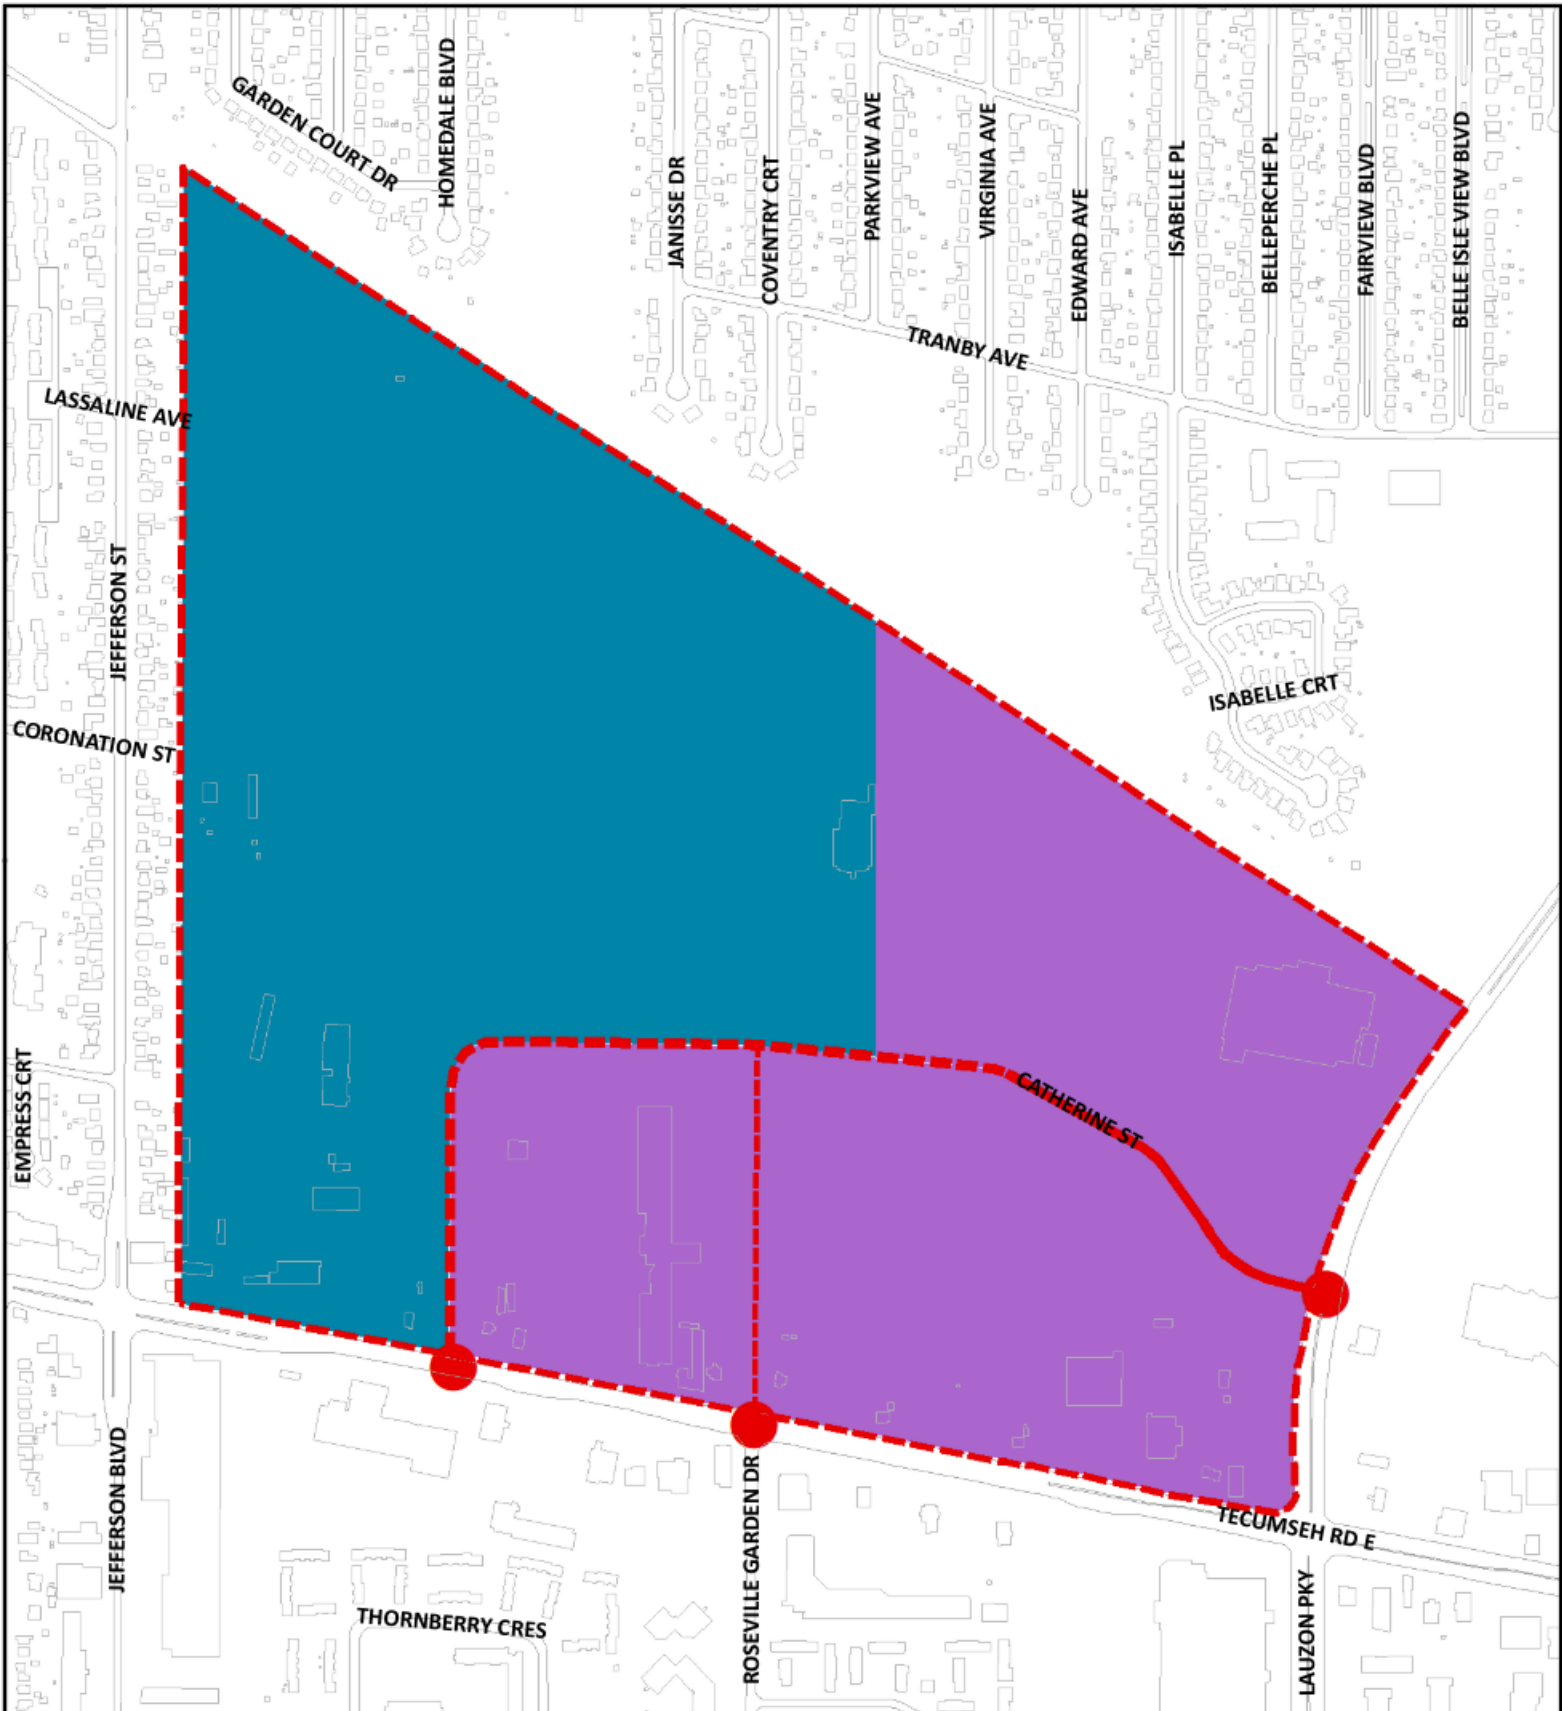 GARDEN COURT DR
HOMEDALE BLVD
JANISSE DR
COVENTRY CRT
PARKVIEW AVE
VIRGINIA AVE
EDWARD AVE
ISABELLE PL
BELLEPERCHE PL
FAIRVIEW BLVD
BELLE ISLE VIEW BLVD
TRANBY AVE
LASSALINE AVE
JEFFERSON ST
ISABELLE CRT
CORONATION ST
EMPRESS CRT
CATHERINE ST
JEFFERSON BLVD
ROSEVILLE GARDEN DR
TECUMSEH RD E
THORNBERRY CRES
LAUZON PKY